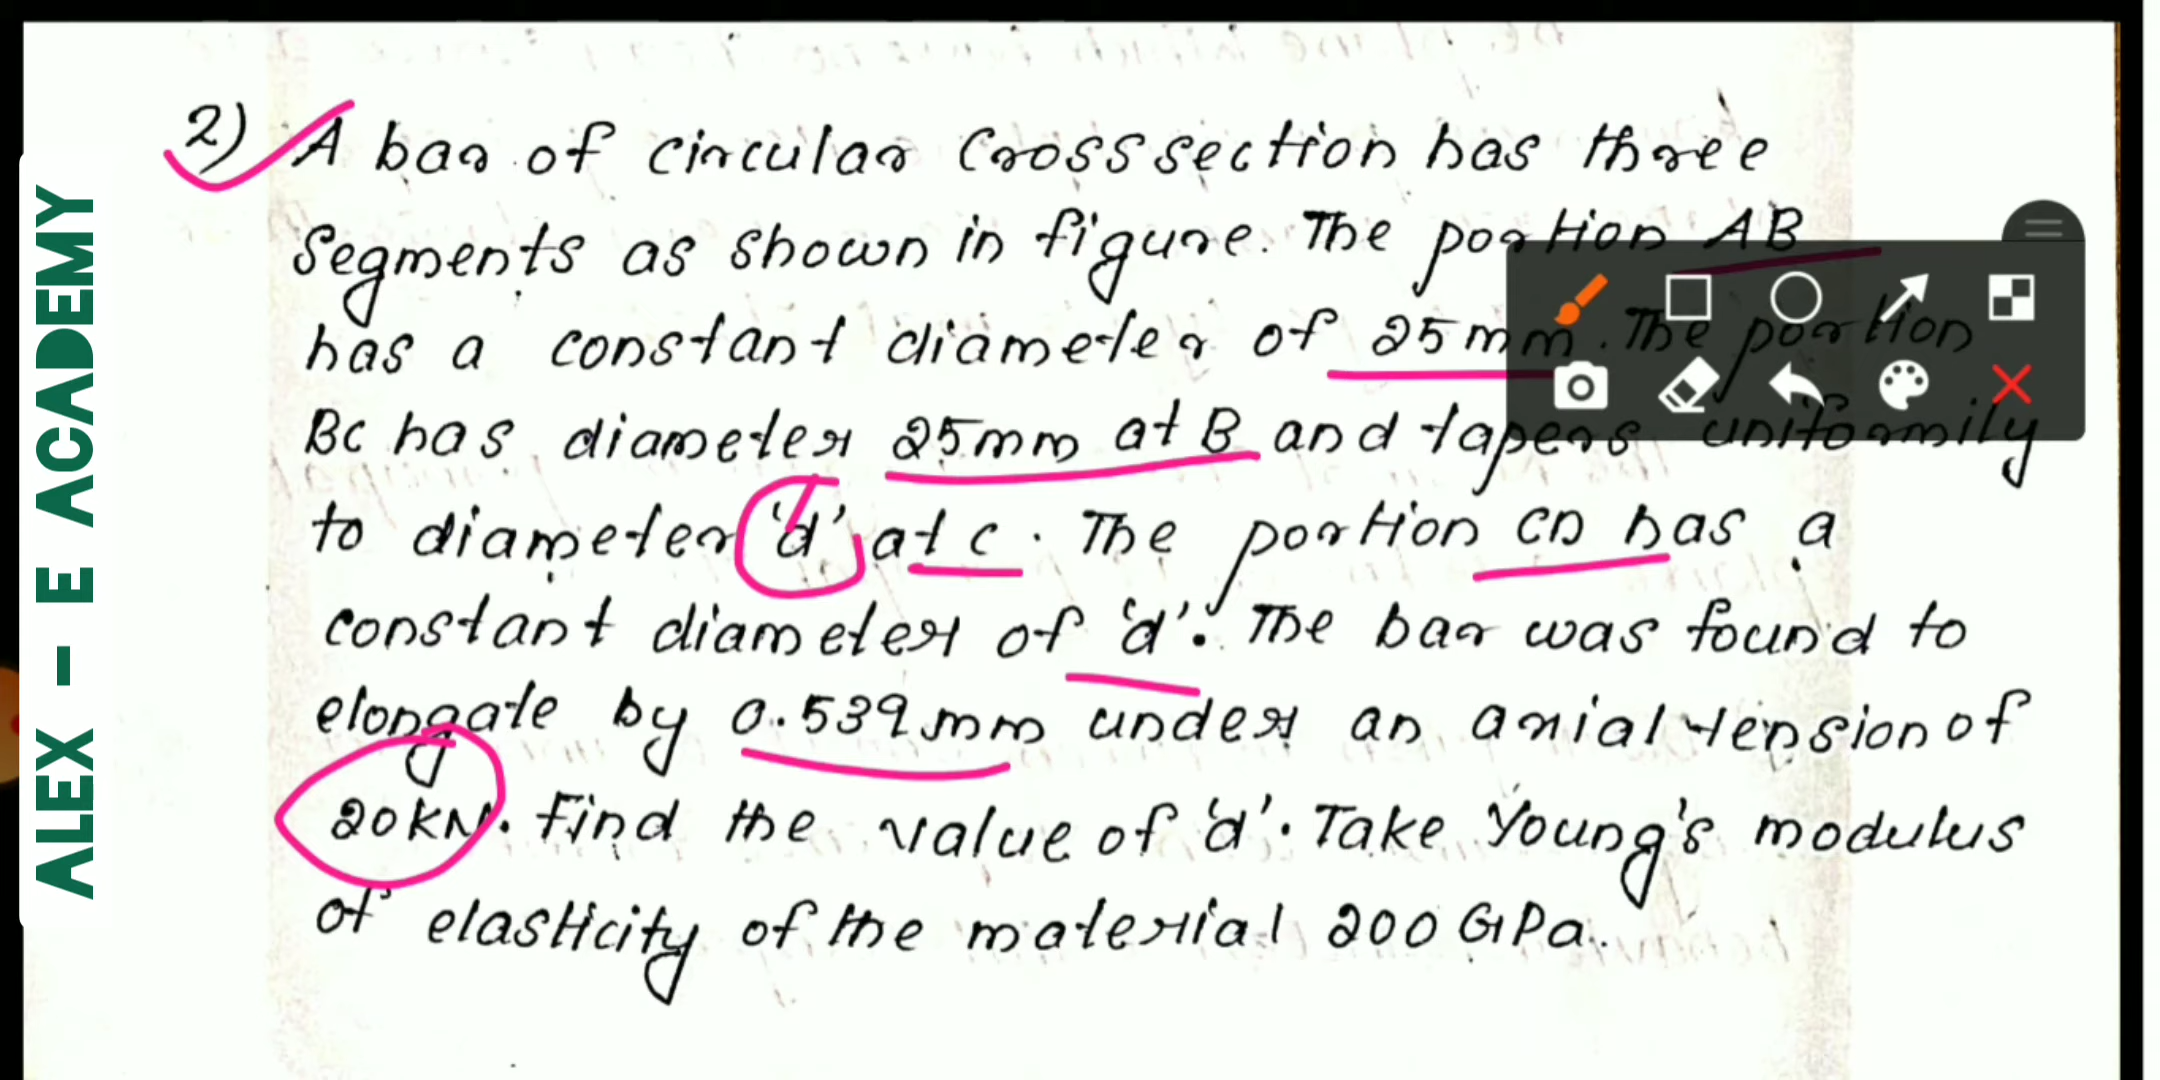 ALEX - E ACADEMY
2) A bar of circular cross section has three
segments as shown in figure. The portion AB
has a constant diameter of 25mm. The portion
BC has diameter 25mm at B and tapers uniformily
to diameter 'd' at C. The portion CD has a
constant diameter of 'd'. The bar was found to
elongate by 0.539mm under an axial tension of
20KN. Find the value of 'd'. Take Young's modulus
of elasticity of the material 200 GPa.